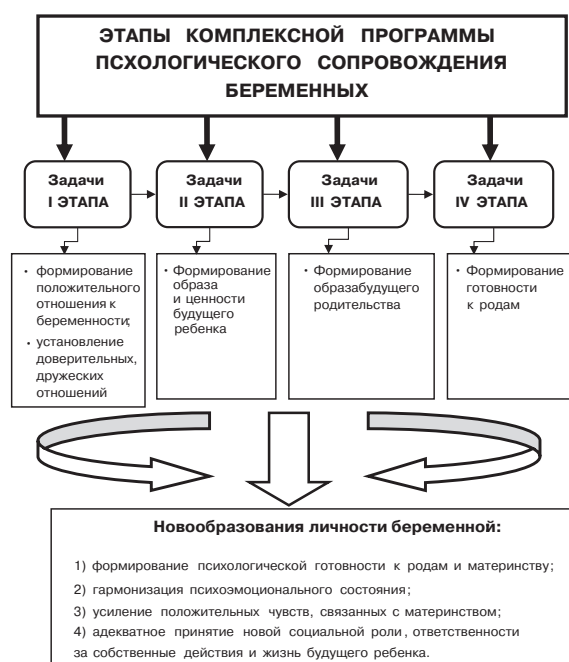 ЭТАПЫ КОМПЛЕКСНОЙ ПРОГРАММЫ
ПСХОЛОГИЧЕСКОГО СОПРОВОЖДЕНИЯ
БЕРЕМЕННЫХ
Задачи
I ЭТАПА
Задачи
II ЭТАПА
Задачи
III ЭТАПА
Задачи
IV ЭТАПА
• формирование
положительного
отношения к
беременности;
• установление
доверительных,
дружеских
отношений
• Формирование
образа
и ценности
будущего
ребенка
• Формирование
образабудущего
родительства
• Формирование
готовности
к родам
Новообразования личности беременной:
1) формирование психологической готовности к родам и материнству;
2) гармонизация психоэмоционального состояния;
3) усиление положительных чувств, связанных с материнством;
4) адекватное принятие новой социальной роли, ответственности
за собственные действия и жизнь будущего ребенка.